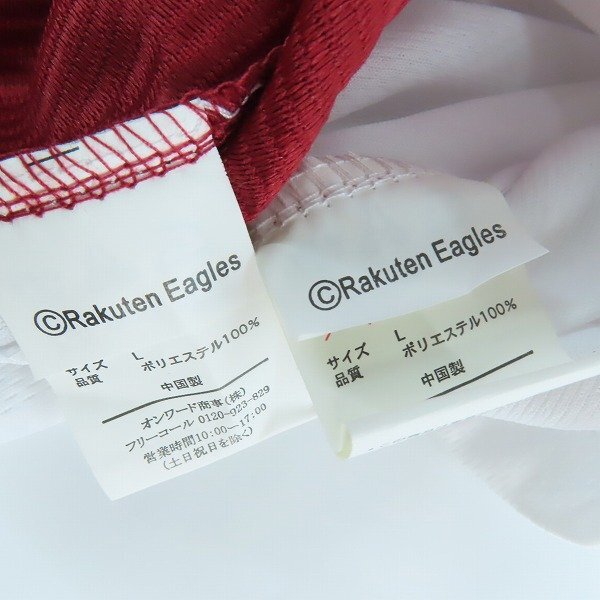 ©Rakuten Eagles
サイズ L
品質 ポリエステル100%
中国製
オンワード商事(株)
フリーコール 0120-923-829
営業時間10:00-17:00
(土日祝日を除く)
©Rakuten Eagles
サイズ L
品質 ポリエステル100%
中国製